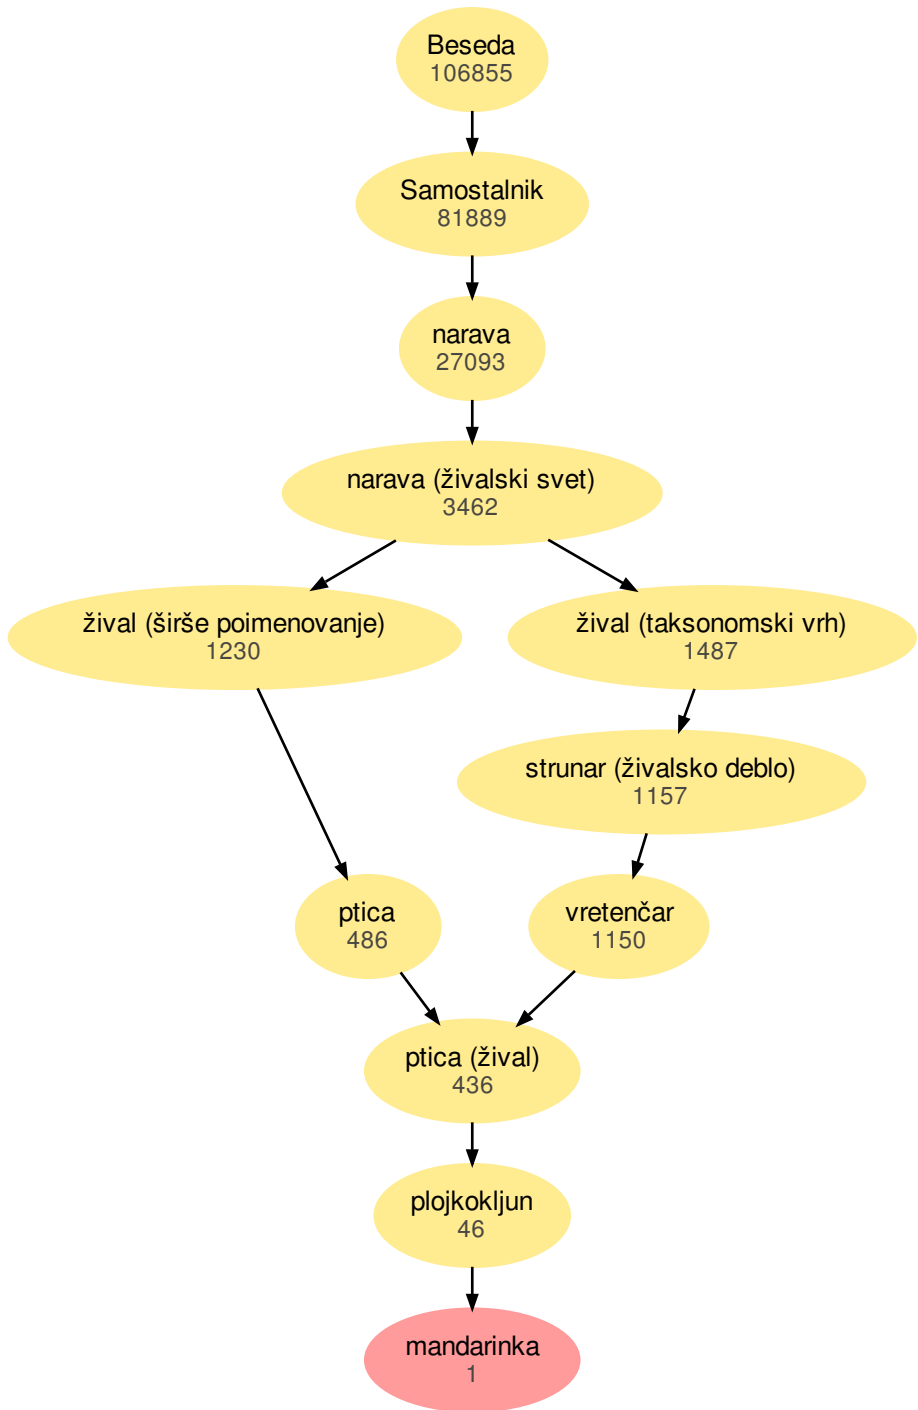 Beseda
106855
Samostalnik
81889
narava
27093
narava (živalski svet)
3462
žival (širše poimenovanje)
1230
žival (taksonomski vrh)
1487
strunar (živalsko deblo)
1157
ptica
486
vretenčar
1150
ptica (žival)
436
plojkokljun
46
mandarinka
1